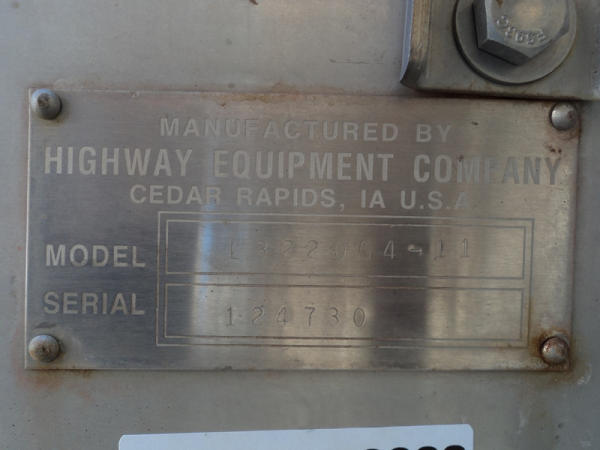 MANUFACTURED BY
HIGHWAY EQUIPMENT COMPANY
CEDAR RAPIDS, IA U.S.A
MODEL
SERIAL 124730